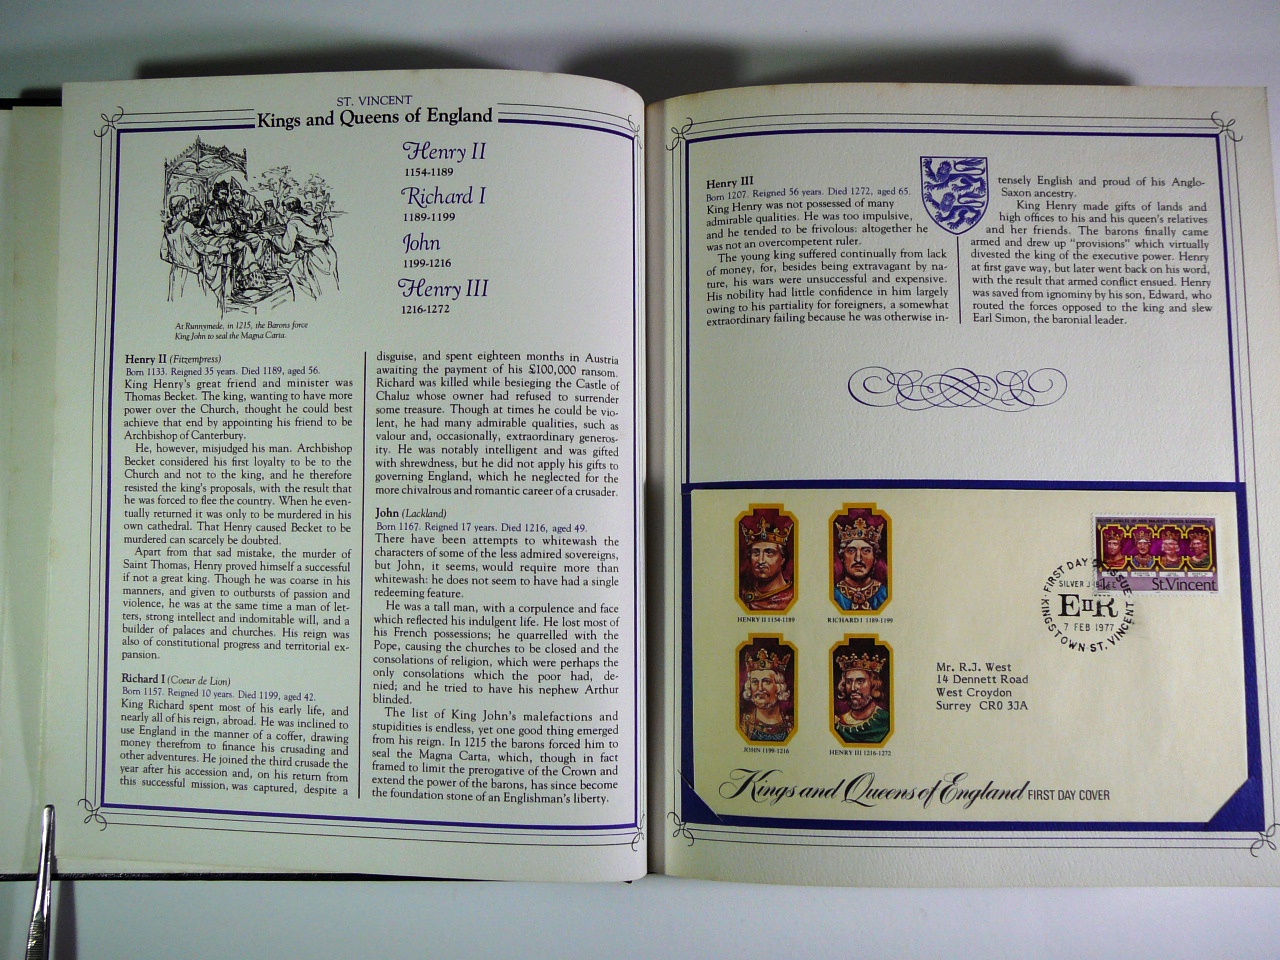 ST. VINCENT
Kings and Queens of England
Henry II
1154-1189
Richard I
1189-1199
John
1199-1216
Henry III
1216-1272
At Runnymede, in 1215, the Barons force
King John to seal the Magna Carta.
Henry II (Fitzempress)
Born 1133. Reigned 35 years. Died 1189, aged 56.
King Henry's great friend and minister was
Thomas Becket. The king, wanting to have more
power over the Church, thought he could best
achieve that end by appointing his friend to be
Archbishop of Canterbury.
He, however, misjudged his man. Archbishop
Becket considered his first loyalty to be to the
Church and not to the king, and he therefore
resisted the king's proposals, with the result that
he was forced to flee the country. When he even-
tually returned it was only to be murdered in his
own cathedral. That Henry caused Becket to be
murdered can scarcely be doubted.
Apart from that sad mistake, the murder of
Saint Thomas, Henry proved himself a successful
if not a great king. Though he was coarse in his
manners, and given to outbursts of passion and
violence, he was at the same time a man of let-
ters, strong intellect and indomitable will, and a
builder of palaces and churches. His reign was
also of constitutional progress and territorial ex-
pansion.
Richard I (Coeur de Lion)
Born 1157. Reigned 10 years. Died 1199, aged 42.
King Richard spent most of his early life, and
nearly all of his reign, abroad. He was inclined to
use England in the manner of a coffer, drawing
money therefrom to finance his crusading and
other adventures. He joined the third crusade the
year after his accession and, on his return from
this successful mission, was captured, despite a
disguise, and spent eighteen months in Austria
awaiting the payment of his £100,000 ransom.
Richard was killed while besieging the Castle of
Chaluz whose owner had refused to surrender
some treasure. Though at times he could be vio-
lent, he had many admirable qualities, such as
valour and, occasionally, extraordinary generos-
ity. He was notably intelligent and was gifted
with shrewdness, but he did not apply his gifts to
governing England, which he neglected for the
more chivalrous and romantic career of a crusader.
John (Lackland)
Born 1167. Reigned 17 years. Died 1216, aged 49.
There have been attempts to whitewash the
characters of some of the less admired sovereigns,
but John, it seems, would require more than
whitewash: he does not seem to have had a single
redeeming feature.
He was a tall man, with a corpulence and face
which reflected his indulgent life. He lost most of
his French possessions; he quarrelled with the
Pope, causing the churches to be closed and the
consolations of religion, which were perhaps the
only consolations which the poor had, de-
nied; and he tried to have his nephew Arthur
blinded.
The list of King John's malefactions and
stupidities is endless, yet one good thing emerged
from his reign. In 1215 the barons forced him to
seal the Magna Carta, which, though in fact
framed to limit the prerogative of the Crown and
extend the power of the barons, has since become
the foundation stone of an Englishman's liberty.
Henry III
Born 1207. Reigned 56 years. Died 1272, aged 65.
King Henry was not possessed of many
admirable qualities. He was too impulsive,
and he tended to be frivolous: altogether he
was not an overcompetent ruler.
The young king suffered continually from lack
of money, for, besides being extravagant by na-
ture, his wars were unsuccessful and expensive.
His nobility had little confidence in him largely
owing to his partiality for foreigners, a somewhat
extraordinary failing because he was otherwise in-
tensely English and proud of his Anglo-
Saxon ancestry.
King Henry made gifts of lands and
high offices to his and his queen's relatives
and her friends. The barons finally came
armed and drew up "provisions" which virtually
divested the king of the executive power. Henry
at first gave way, but later went back on his word,
with the result that armed conflict ensued. Henry
was saved from ignominy by his son, Edward, who
routed the forces opposed to the king and slew
Earl Simon, the baronial leader.
HENRY II 1154-1189
RICHARD I 1189-1199
JOHN 1199-1216
HENRY III 1216-1272
SILVER JUBILEE OF HER MAJESTY QUEEN ELIZABETH
St. Vincent
FIRST DAY OF ISSUE
SILVER JUBILEE
EIIR
7 FEB 1977
KINGSTOWN ST. VINCENT
Mr. R.J. West
14 Dennett Road
West Croydon
Surrey CR0 3JA
Kings and Queens of England FIRST DAY COVER